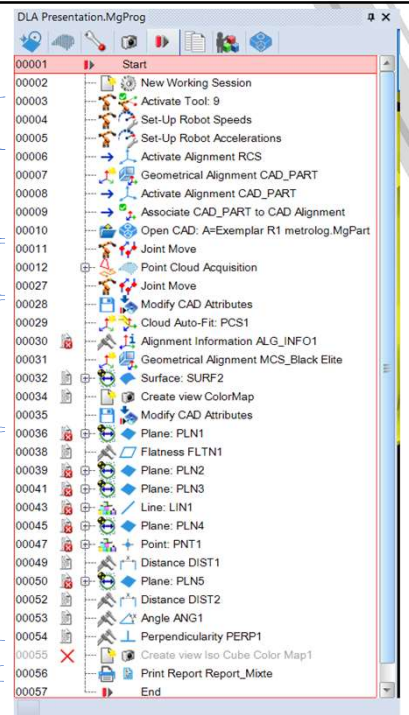 DLA Presentation.MgProg
00001 Start
00002 New Working Session
00003 Activate Tool: 9
00004 Set-Up Robot Speeds
00005 Set-Up Robot Accelerations
00006 Activate Alignment RCS
00007 Geometrical Alignment CAD_PART
00008 Activate Alignment CAD_PART
00009 Associate CAD_PART to CAD Alignment
00010 Open CAD: A=Exemplar R1 metrolog.MgPart
00011 Joint Move
00012 Point Cloud Acquisition
00027 Joint Move
00028 Modify CAD Attributes
00029 Cloud Auto-Fit: PCS1
00030 Alignment Information ALG_INFO1
00031 Geometrical Alignment MCS_Black Elite
00032 Surface: SURF2
00034 Create view ColorMap
00035 Modify CAD Attributes
00036 Plane: PLN1
00038 Flatness FLTN1
00039 Plane: PLN2
00041 Plane: PLN3
00043 Line: LIN1
00045 Plane: PLN4
00047 Point: PNT1
00049 Distance DIST1
00050 Plane: PLN5
00052 Distance DIST2
00053 Angle ANG1
00054 Perpendicularity PERP1
00055 Create view Iso Cube Color Map1
00056 Print Report Report_Mixte
00057 End